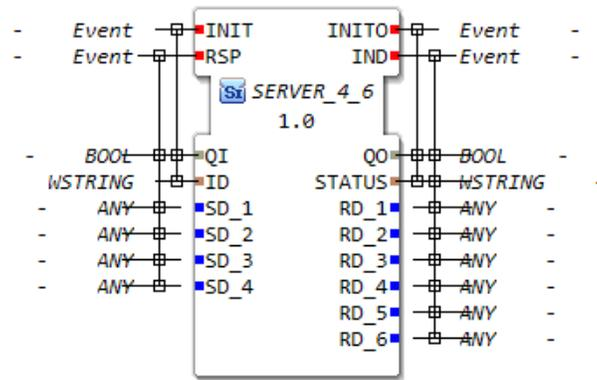 - Event INIT INITO Event -
- Event RSP IND Event -
Si SERVER_4_6
1.0
- BOOL QI QO BOOL -
WSTRING ID STATUS WSTRING -
- ANY SD_1 RD_1 ANY -
- ANY SD_2 RD_2 ANY -
- ANY SD_3 RD_3 ANY -
- ANY SD_4 RD_4 ANY -
RD_5 ANY -
RD_6 ANY -